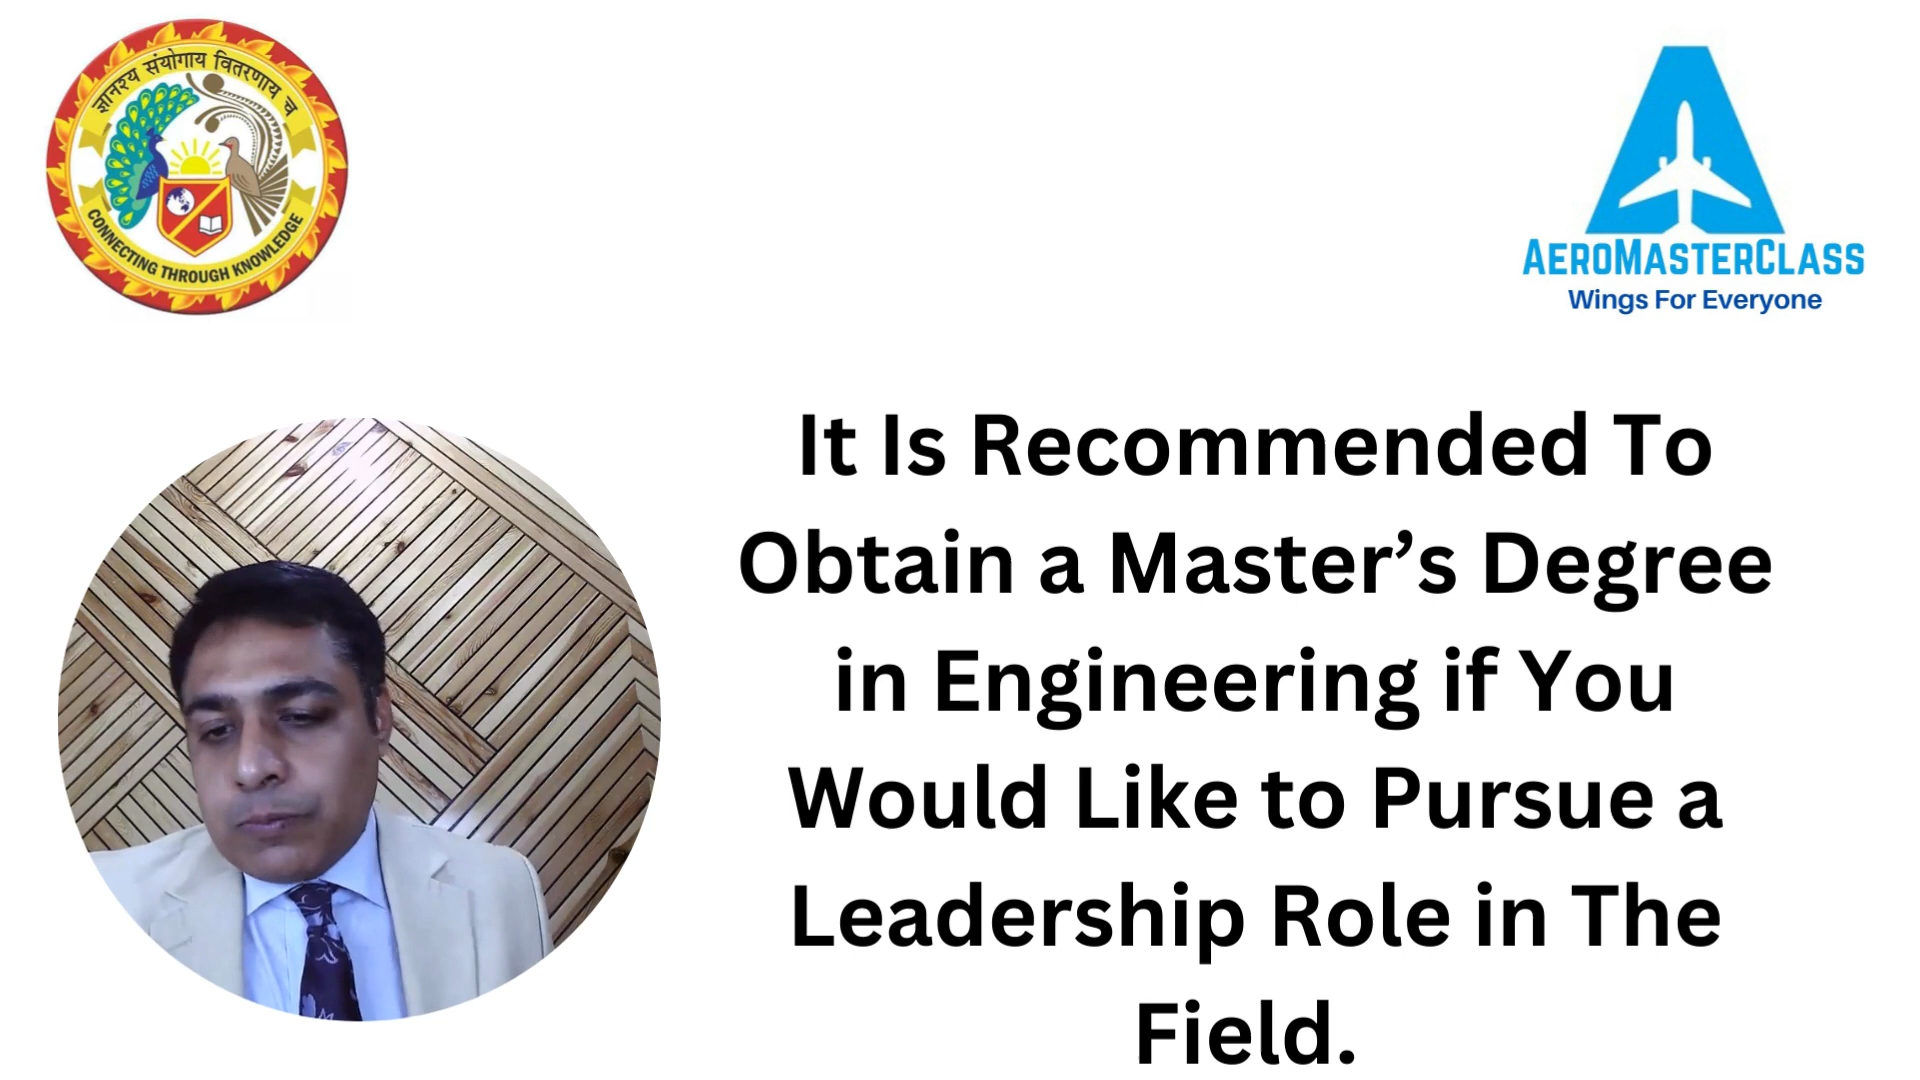 ज्ञानस्य संयोगाय वितरणाय च
CONNECTING THROUGH KNOWLEDGE
AEROMASTERCLASS
Wings For Everyone
It Is Recommended To
Obtain a Master’s Degree
in Engineering if You
Would Like to Pursue a
Leadership Role in The
Field.